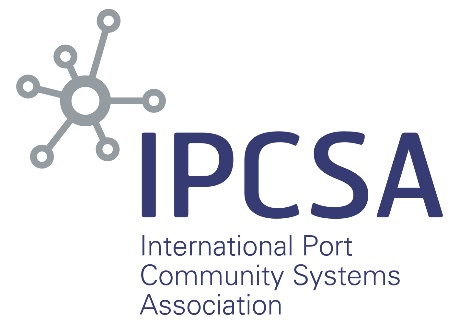 IPCSA
International Port
Community Systems
Association